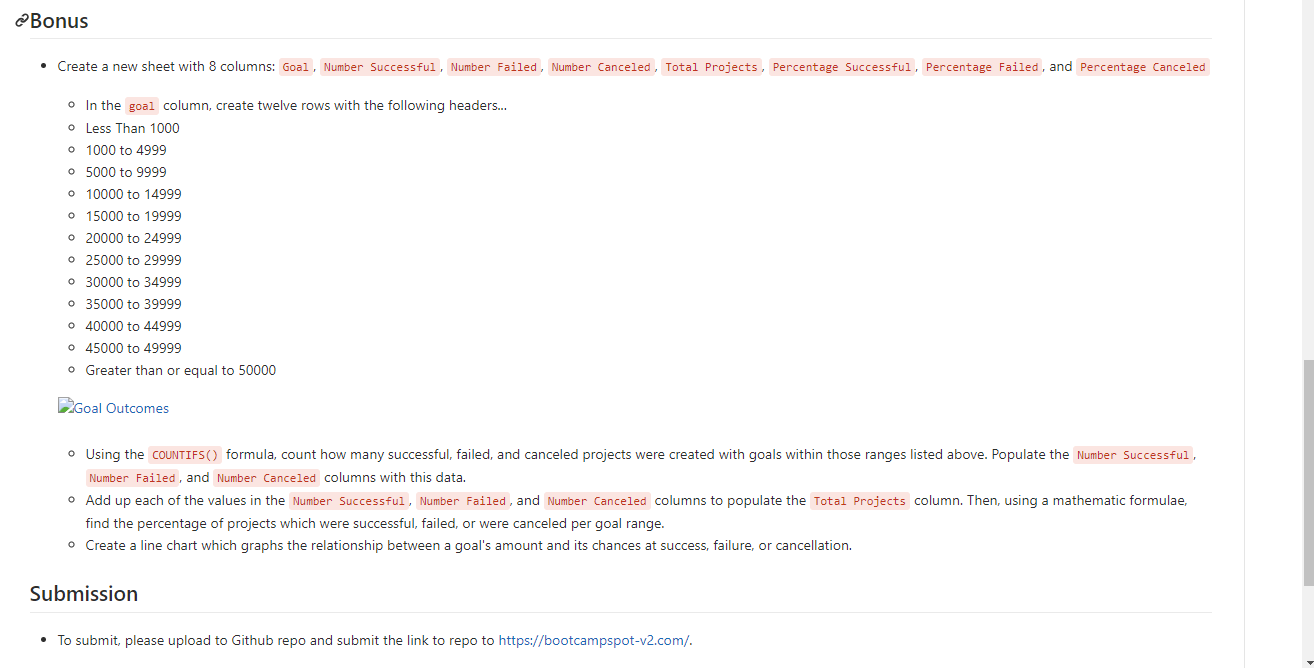 Bonus
Create a new sheet with 8 columns: Goal, Number Successful, Number Failed, Number Canceled, Total Projects, Percentage Successful, Percentage Failed, and Percentage Canceled
In the goal column, create twelve rows with the following headers...
Less Than 1000
1000 to 4999
5000 to 9999
10000 to 14999
15000 to 19999
20000 to 24999
25000 to 29999
30000 to 34999
35000 to 39999
40000 to 44999
45000 to 49999
Greater than or equal to 50000
Goal Outcomes
Using the COUNTIFS() formula, count how many successful, failed, and canceled projects were created with goals within those ranges listed above. Populate the Number Successful,
Number Failed, and Number Canceled columns with this data.
Add up each of the values in the Number Successful, Number Failed, and Number Canceled columns to populate the Total Projects column. Then, using a mathematic formulae,
find the percentage of projects which were successful, failed, or were canceled per goal range.
Create a line chart which graphs the relationship between a goal's amount and its chances at success, failure, or cancellation.
Submission
To submit, please upload to Github repo and submit the link to repo to https://bootcampspot-v2.com/.